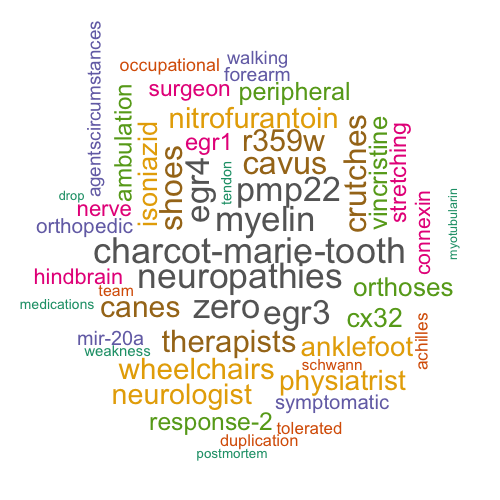 agentscircumstances
occupational
walking
forearm
surgeon
peripheral
ambulation
nitrofurantoin
isoniazid
shoes
egr1
r359w
crutches
vincristine
stretching
egr4
tendon
cavus
pmp22
drop
nerve
orthopedic
myelin
connexin
myotubularin
charcot-marie-tooth
hindbrain
neuropathies
team
orthoses
medications
canes
zero
egr3
cx32
achilles
mir-20a
weakness
therapists
anklefoot
schwann
wheelchairs
physiatrist
neurologist
symptomatic
response-2
tolerated
duplication
postmortem